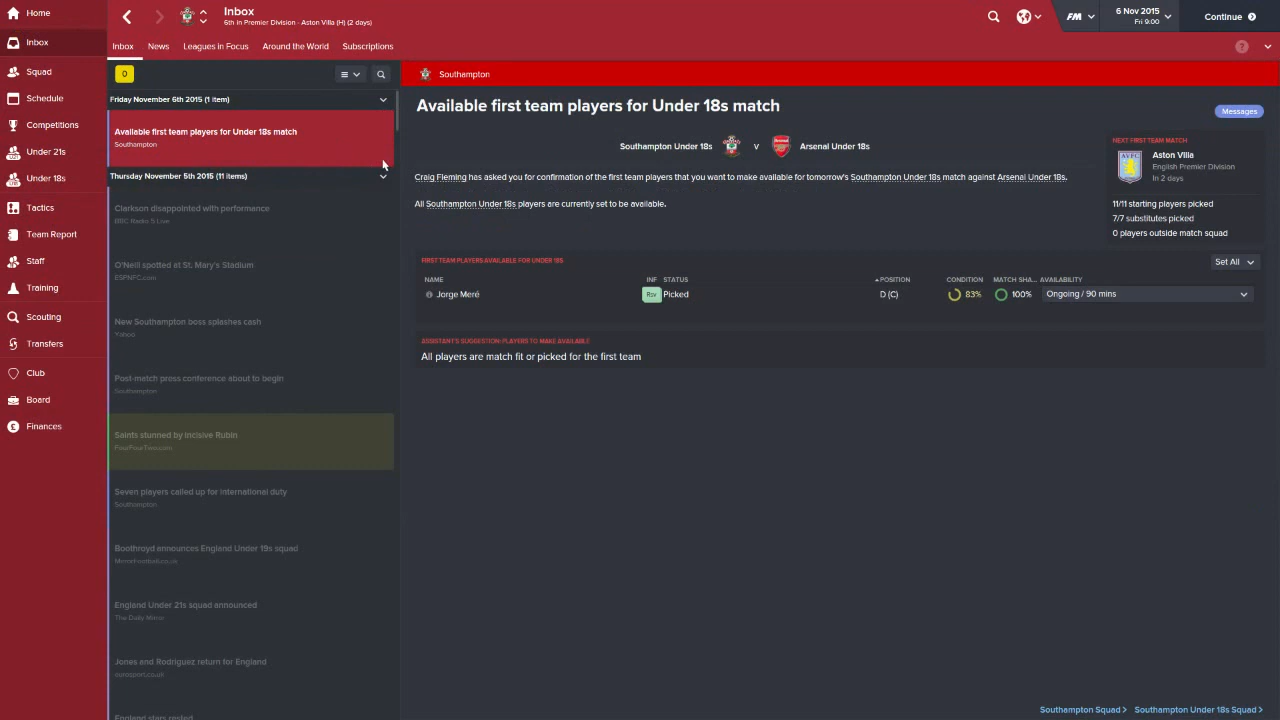 Home
Inbox
Squad
Schedule
Competitions
Under 21s
Under 18s
Tactics
Team Report
Staff
Training
Scouting
Transfers
Club
Board
Finances
Inbox
6th in Premier Division - Aston Villa (H) (2 days)
FM
6 Nov 2015
Fri 9:00
Continue
Inbox
News
Leagues in Focus
Around the World
Subscriptions
?
0
Friday November 6th 2015 (1 item)
Available first team players for Under 18s match
Southampton
Thursday November 5th 2015 (11 items)
Clarkson disappointed with performance
BBC Radio 5 Live
O'Neill spotted at St. Mary's Stadium
ESPNFC.com
New Southampton boss splashes cash
Yahoo
Post-match press conference about to begin
Southampton
Saints stunned by incisive Rubin
FourFourTwo.com
Seven players called up for international duty
Southampton
Boothroyd announces England Under 19s squad
MirrorFootball.co.uk
England Under 21s squad announced
The Daily Mirror
Jones and Rodriguez return for England
eurosport.co.uk
England stars rested
Southampton
Available first team players for Under 18s match
Messages
Southampton Under 18s v Arsenal Under 18s
Craig Fleming has asked you for confirmation of the first team players that you want to make available for tomorrow's Southampton Under 18s match against Arsenal Under 18s.
All Southampton Under 18s players are currently set to be available.
NEXT FIRST TEAM MATCH
Aston Villa
English Premier Division
In 2 days
11/11 starting players picked
7/7 substitutes picked
0 players outside match squad
FIRST TEAM PLAYERS AVAILABLE FOR UNDER 18S
Set All
NAME INF STATUS POSITION CONDITION MATCH SHA... AVAILABILITY
Jorge Meré Rsv Picked D (C) 83% 100% Ongoing / 90 mins
ASSISTANT'S SUGGESTION: PLAYERS TO MAKE AVAILABLE
All players are match fit or picked for the first team
Southampton Squad >
Southampton Under 18s Squad >